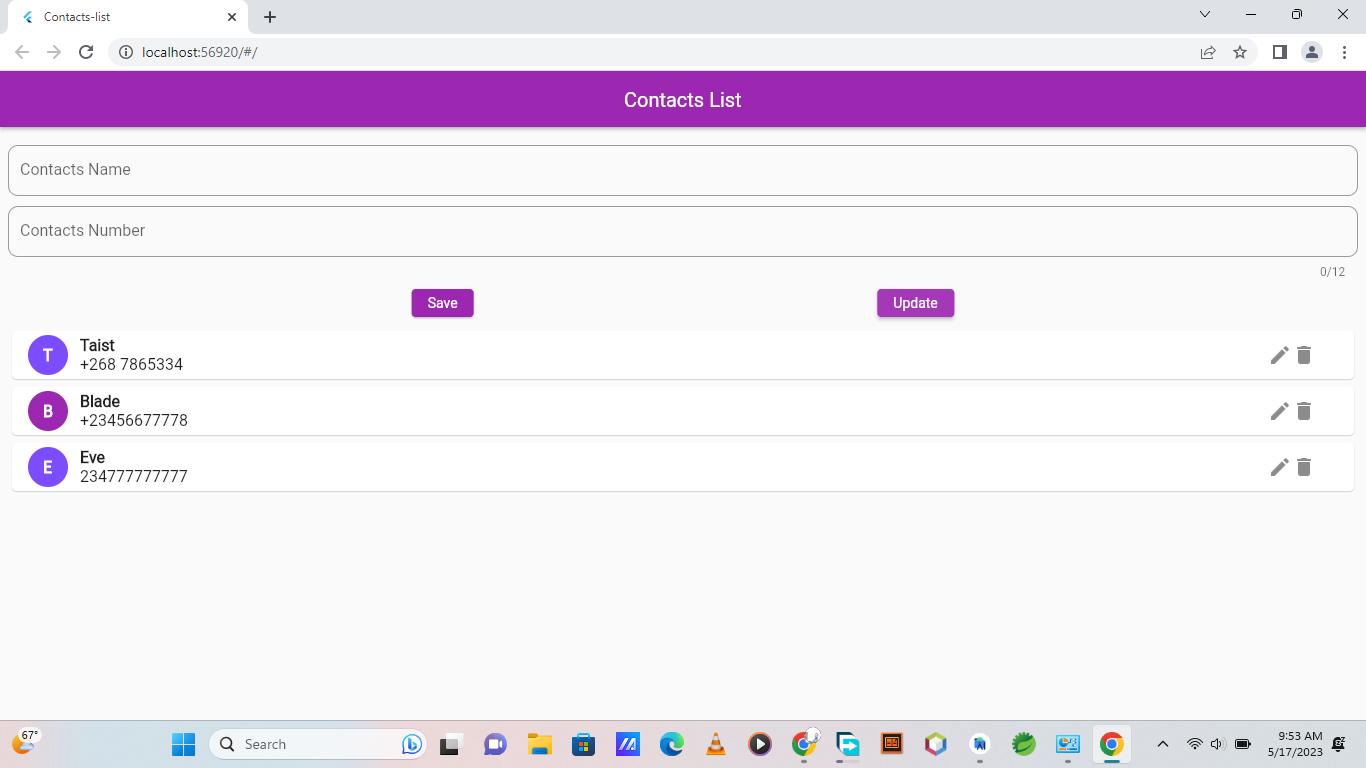 Contacts-list
localhost:56920/#/
Contacts List
Contacts Name
Contacts Number
0/12
Save Update
T Taist
+268 7865334
B Blade
+23456677778
E Eve
234777777777
67°
Search
9:53 AM
5/17/2023